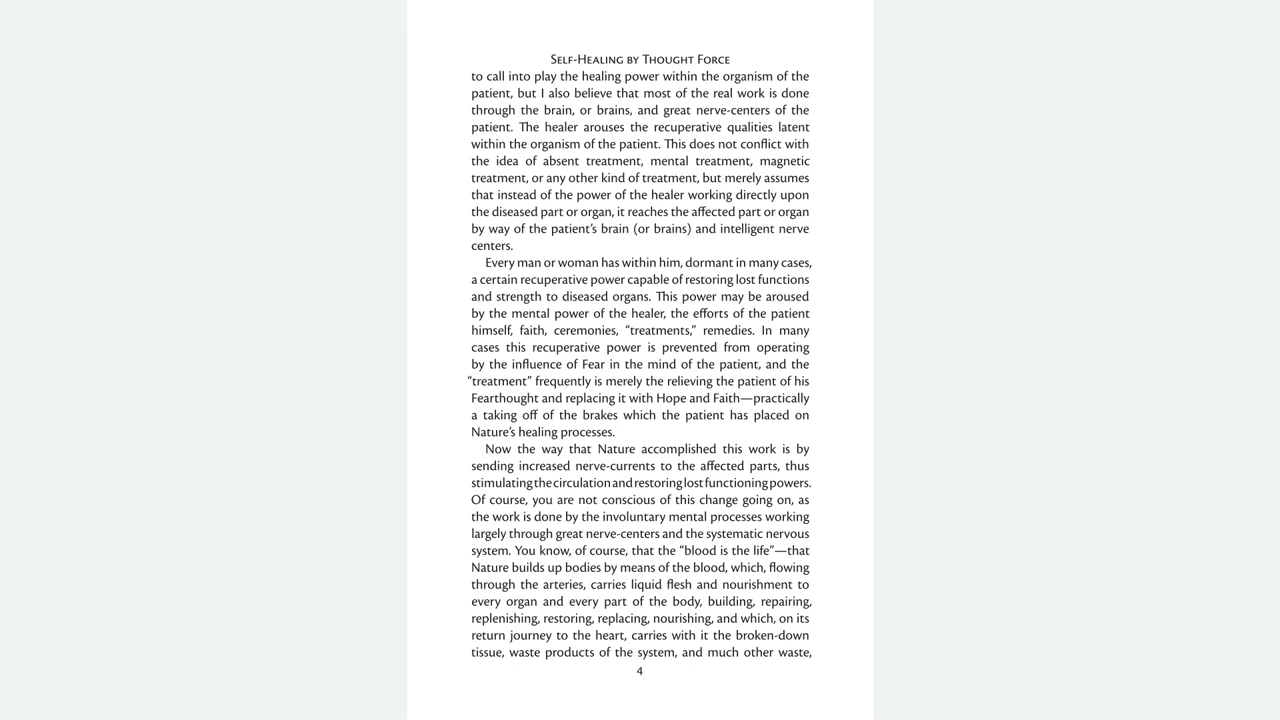 Self-Healing by Thought Force
to call into play the healing power within the organism of the
patient, but I also believe that most of the real work is done
through the brain, or brains, and great nerve-centers of the
patient. The healer arouses the recuperative qualities latent
within the organism of the patient. This does not conflict with
the idea of absent treatment, mental treatment, magnetic
treatment, or any other kind of treatment, but merely assumes
that instead of the power of the healer working directly upon
the diseased part or organ, it reaches the affected part or organ
by way of the patient’s brain (or brains) and intelligent nerve
centers.
Every man or woman has within him, dormant in many cases,
a certain recuperative power capable of restoring lost functions
and strength to diseased organs. This power may be aroused
by the mental power of the healer, the efforts of the patient
himself, faith, ceremonies, “treatments,” remedies. In many
cases this recuperative power is prevented from operating
by the influence of Fear in the mind of the patient, and the
“treatment” frequently is merely the relieving the patient of his
Fearthought and replacing it with Hope and Faith—practically
a taking off of the brakes which the patient has placed on
Nature’s healing processes.
Now the way that Nature accomplished this work is by
sending increased nerve-currents to the affected parts, thus
stimulating the circulation and restoring lost functioning powers.
Of course, you are not conscious of this change going on, as
the work is done by the involuntary mental processes working
largely through great nerve-centers and the systematic nervous
system. You know, of course, that the “blood is the life”—that
Nature builds up bodies by means of the blood, which, flowing
through the arteries, carries liquid flesh and nourishment to
every organ and every part of the body, building, repairing,
replenishing, restoring, replacing, nourishing, and which, on its
return journey to the heart, carries with it the broken-down
tissue, waste products of the system, and much other waste,
4